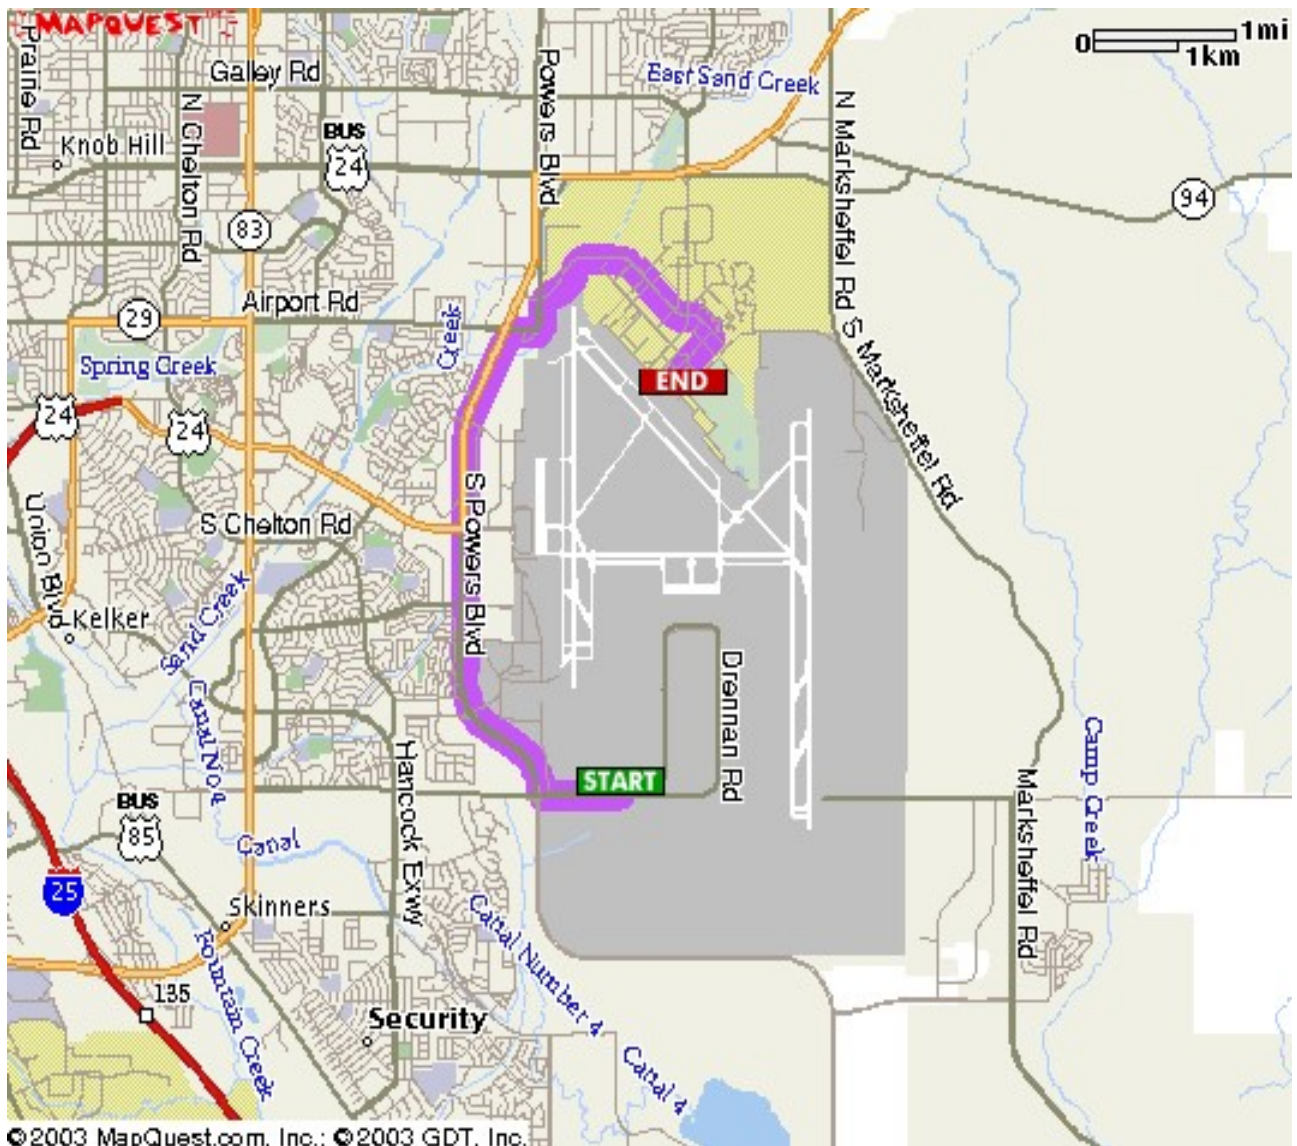 MAPQUEST
0 1mi
1km
Prairie Rd
Galley Rd
N Chelton Rd
Powers Blvd
East Sand Creek
N Marksheffel Rd
Knob Hill
BUS
24
94
83
Airport Rd
29
Creek
Spring Creek
S Marksheffel Rd
END
24
24
S Powers Blvd
Union Blvd
S Chelton Rd
Kelker
Sand Creek
Canal No 4
Drennan Rd
START
Hancock Exwy
Camp Creek
Marksheffel Rd
BUS
85
Canal
25
Skinners
Canal Number 4
Fountain Creek
135
Security
Canal 4
©2003 MapQuest.com, Inc.; ©2003 GDT, Inc.